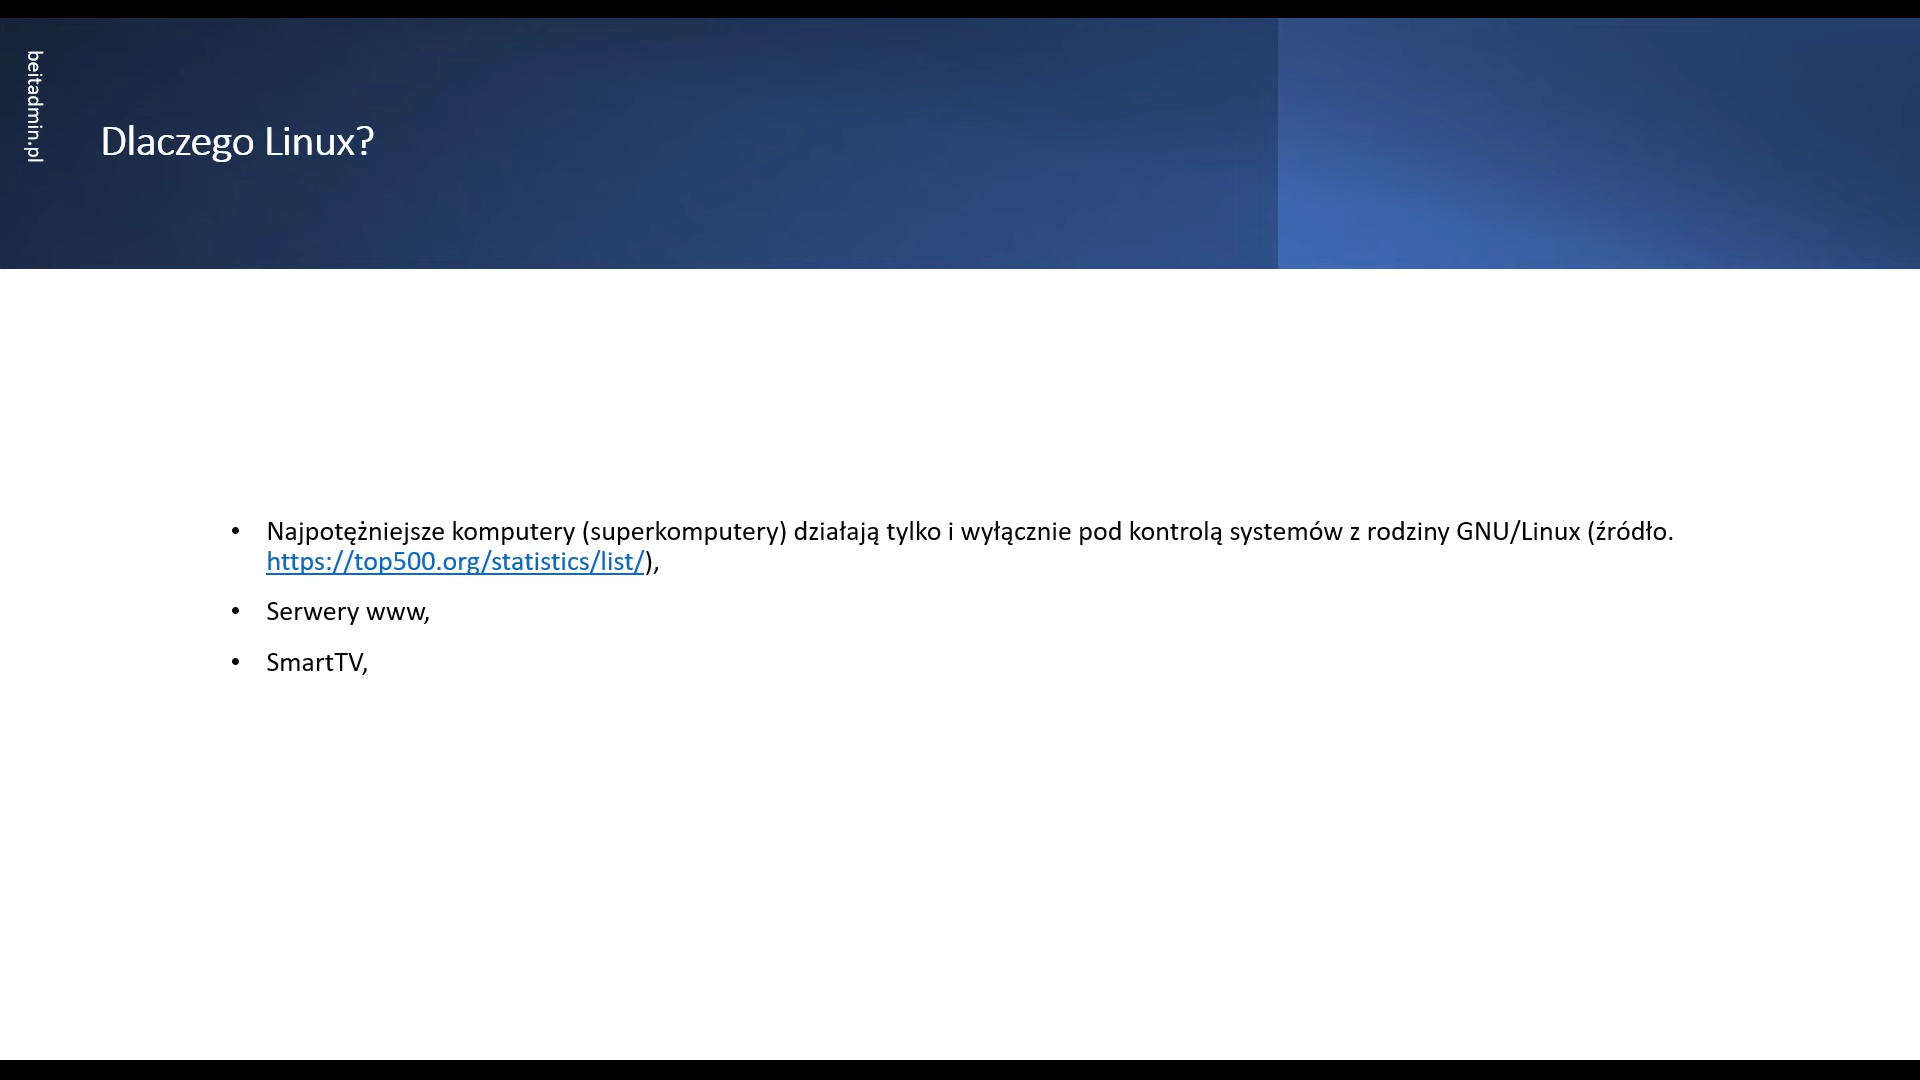 beitadmin.pl
Dlaczego Linux?
• Najpotężniejsze komputery (superkomputery) działają tylko i wyłącznie pod kontrolą systemów z rodziny GNU/Linux (źródło.
https://top500.org/statistics/list/),
• Serwery www,
• SmartTV,